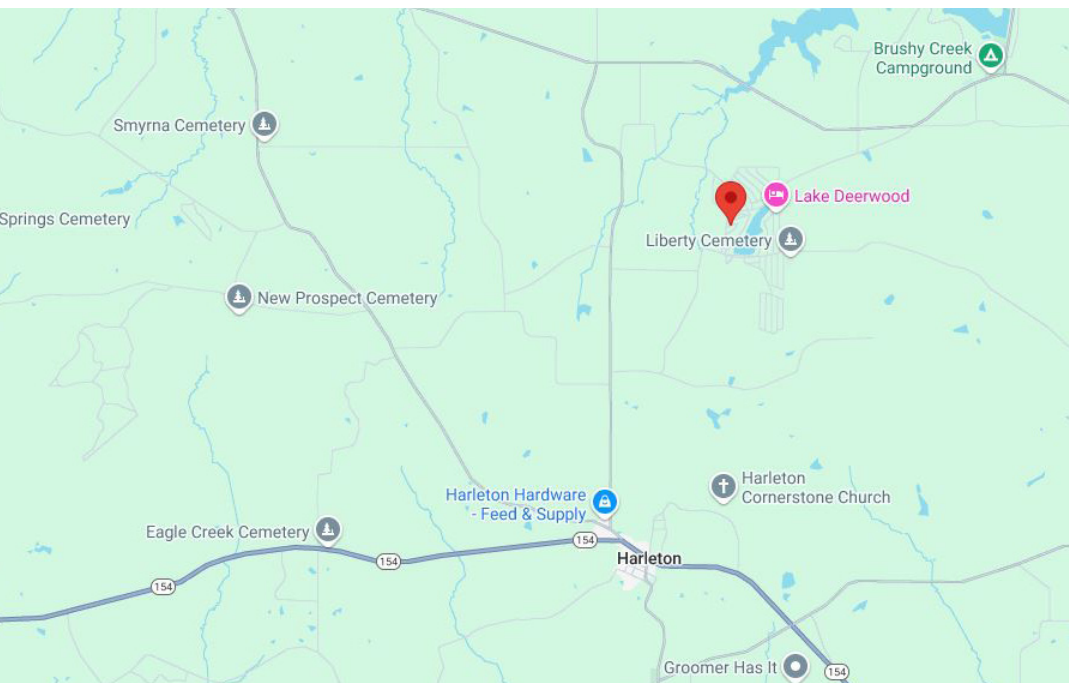 Brushy Creek
Campground
Smyrna Cemetery
Lake Deerwood
Springs Cemetery
Liberty Cemetery
New Prospect Cemetery
Harleton
Cornerstone Church
Harleton Hardware
- Feed & Supply
Eagle Creek Cemetery
154
154
Harleton
154
Groomer Has It
154